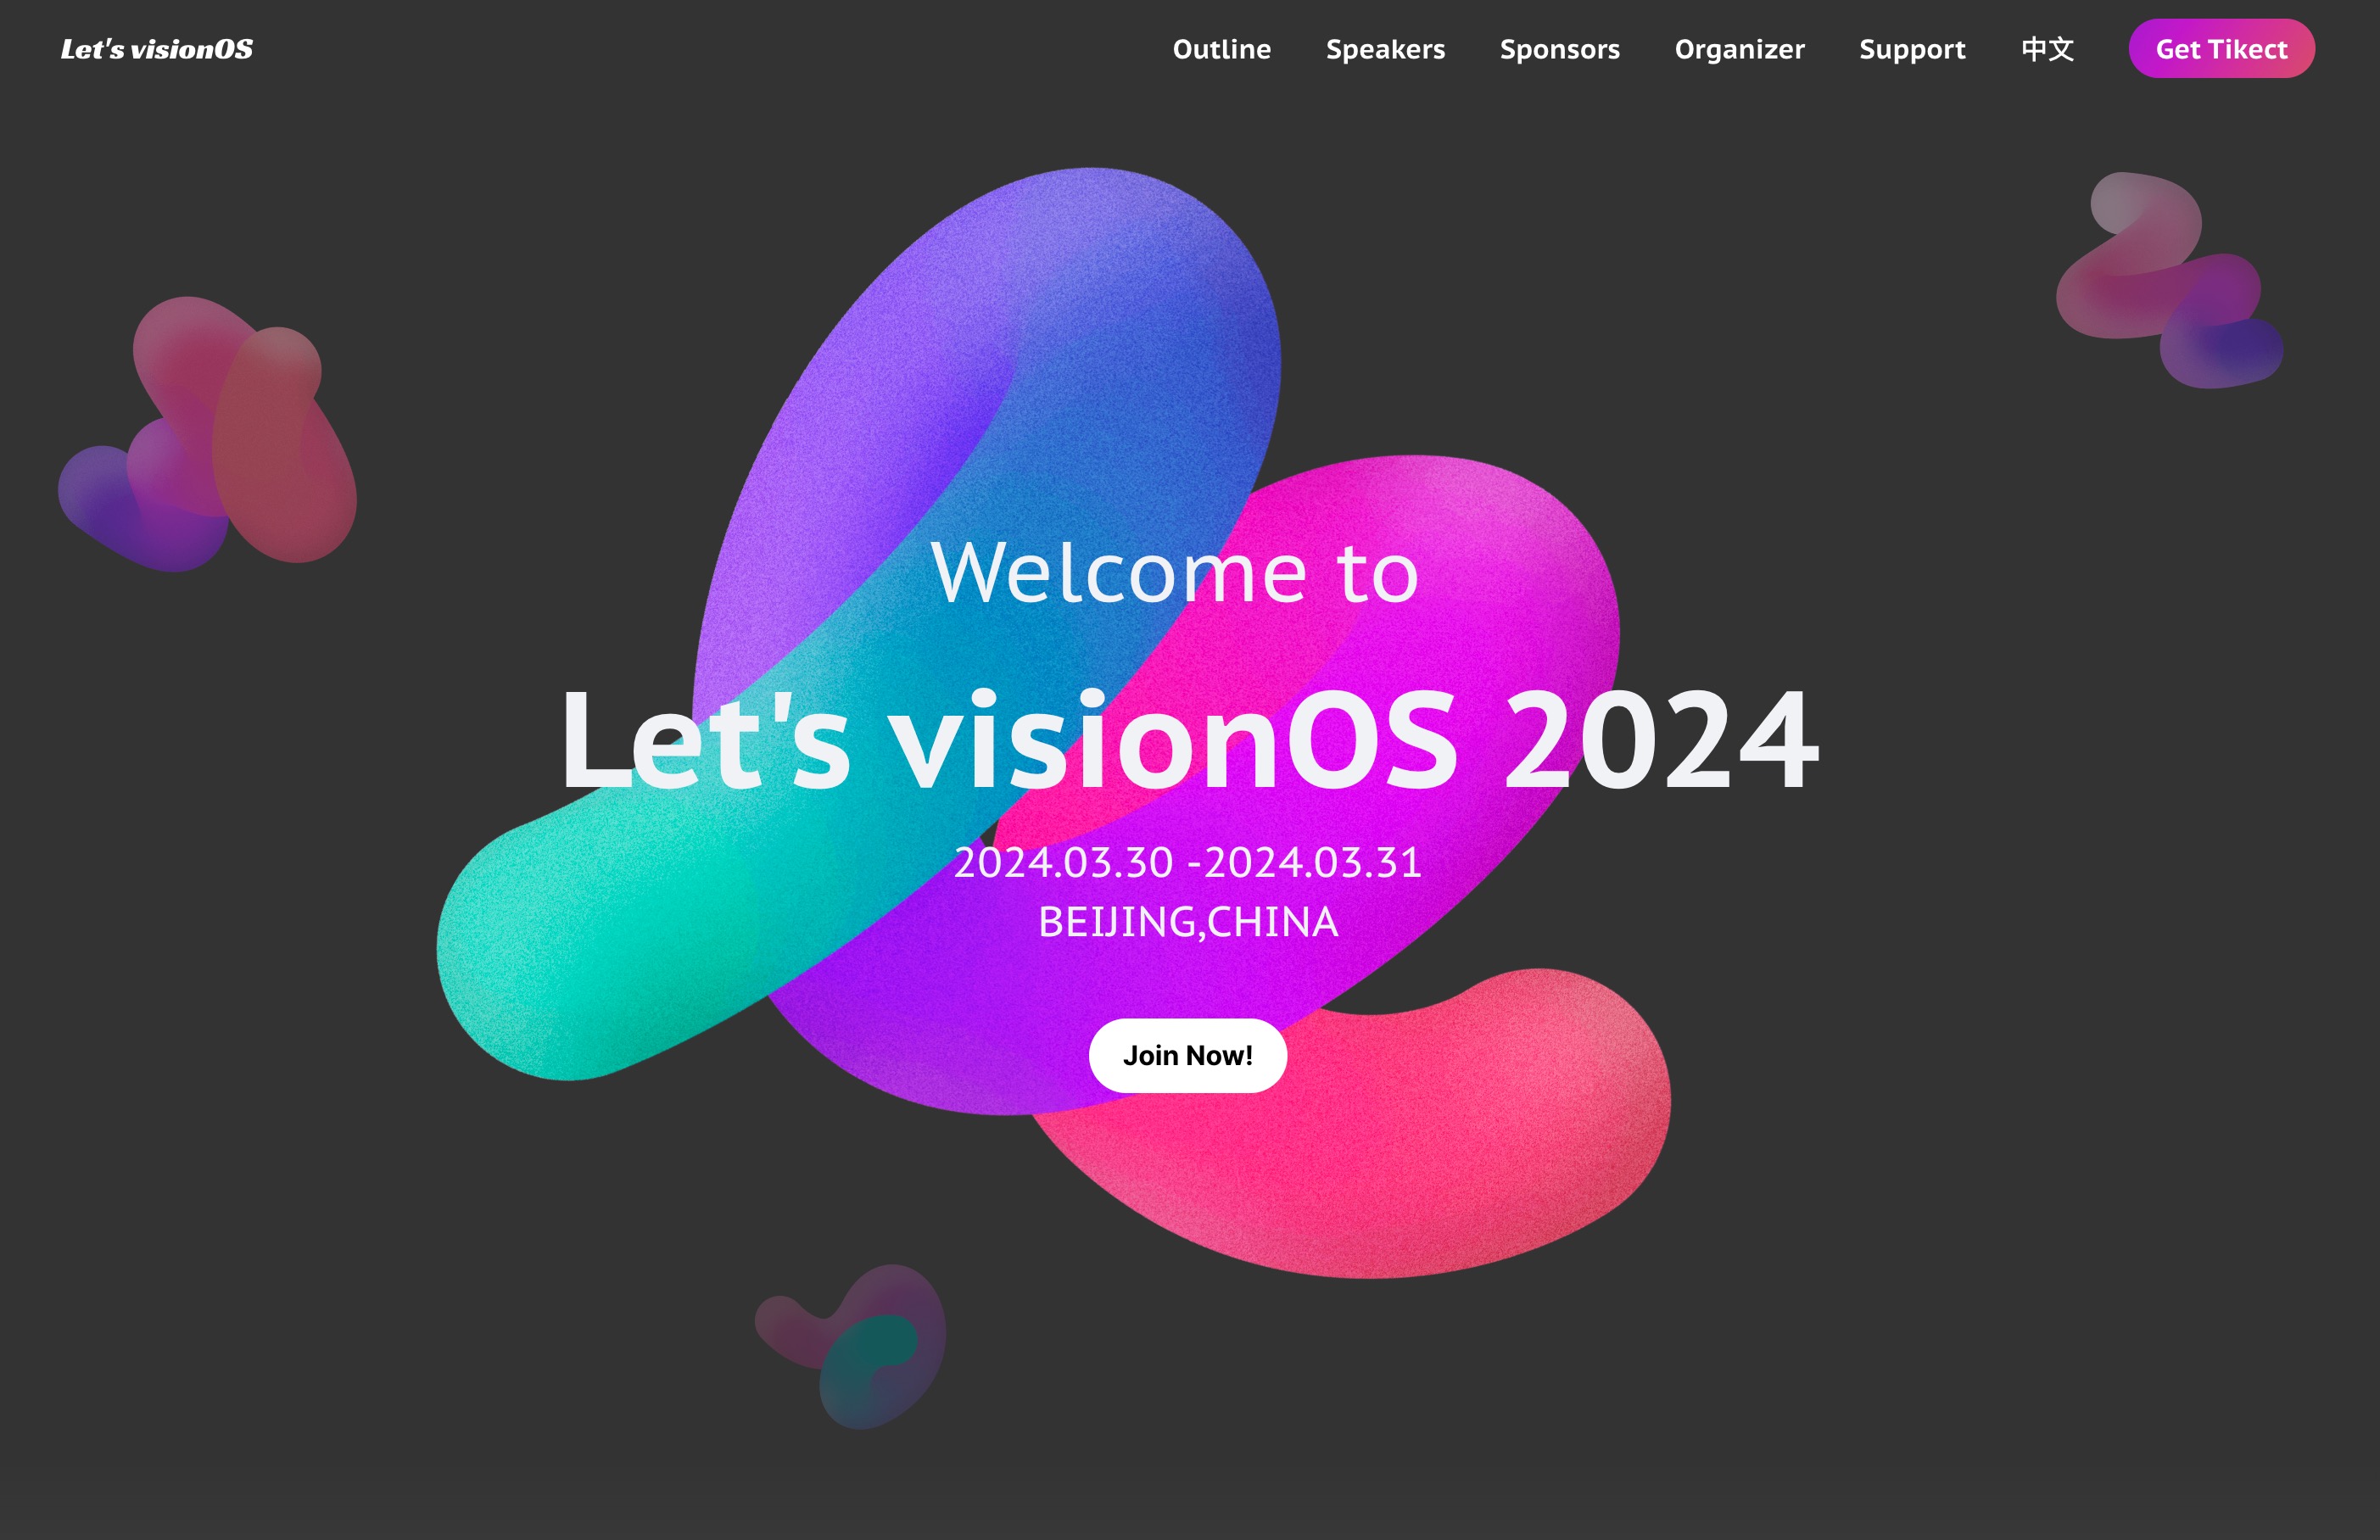 Let's visionOS
Outline Speakers Sponsors Organizer Support 中文 Get Tikect
Welcome to
Let's visionOS 2024
2024.03.30 -2024.03.31
BEIJING,CHINA
Join Now!